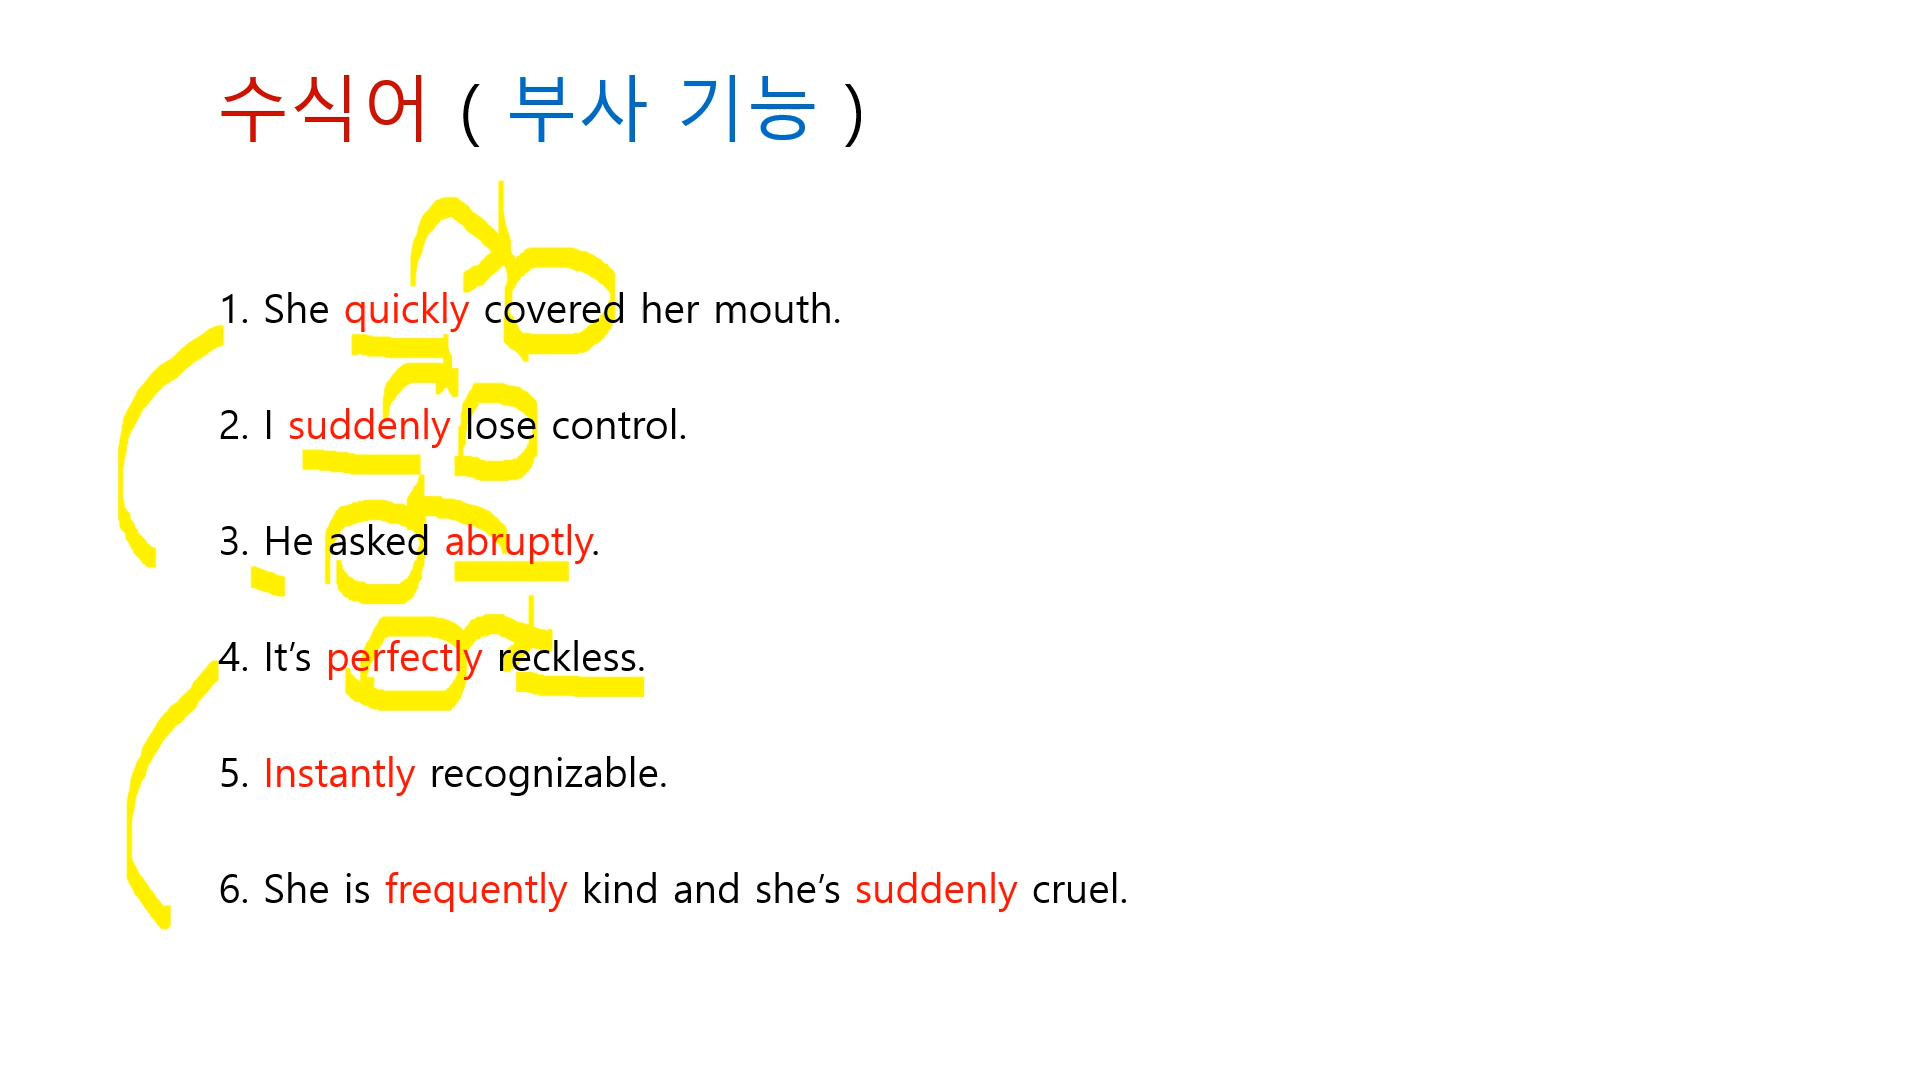 수식어 ( 부사 기능 )
1. She quickly covered her mouth.
2. I suddenly lose control.
3. He asked abruptly.
4. It’s perfectly reckless.
5. Instantly recognizable.
6. She is frequently kind and she’s suddenly cruel.